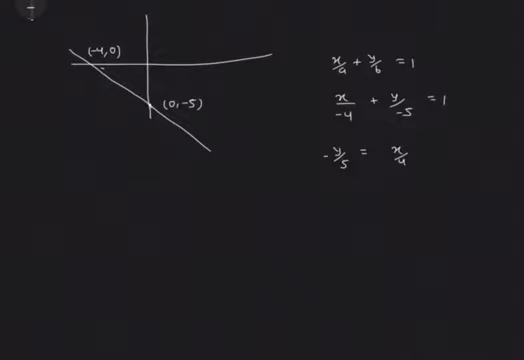 (-4,0)
(0,-5)
x/a + y/b = 1
x/-4 + y/-5 = 1
- y/5 = x/4